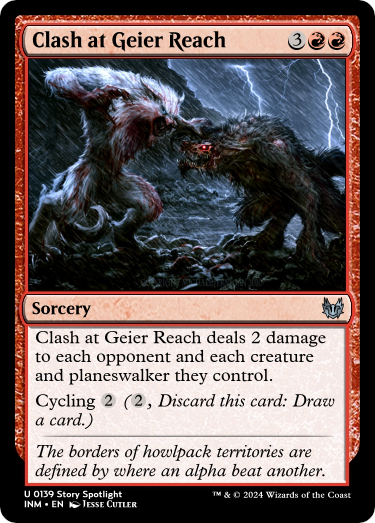 Clash at Geier Reach 3
Sorcery
Clash at Geier Reach deals 2 damage
to each opponent and each creature
and planeswalker they control.
Cycling 2 (2, Discard this card: Draw
a card.)
The borders of howlpack territories are
defined by where an alpha beat another.
U 0139 Story Spotlight
INM • EN Jesse Cutler
™ & © 2024 Wizards of the Coast